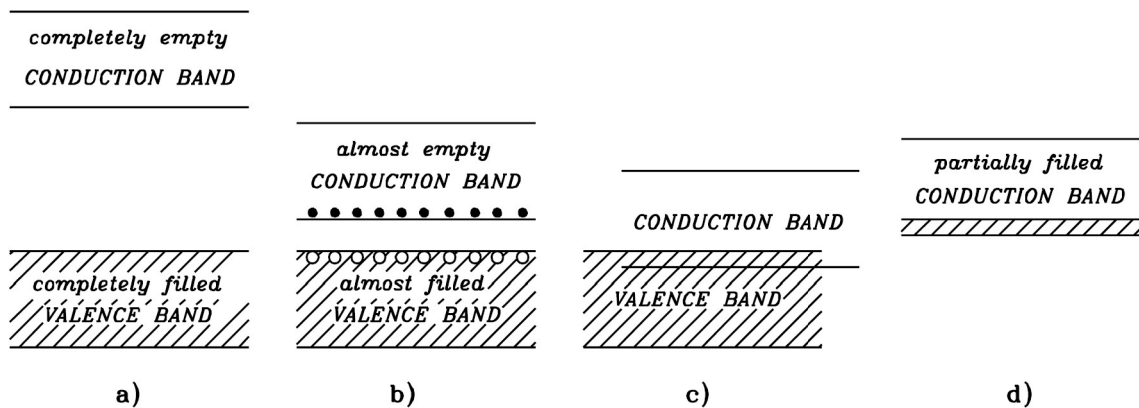 completely empty
CONDUCTION BAND
completely filled
VALENCE BAND
a)
almost empty
CONDUCTION BAND
almost filled
VALENCE BAND
b)
CONDUCTION BAND
VALENCE BAND
c)
partially filled
CONDUCTION BAND
d)